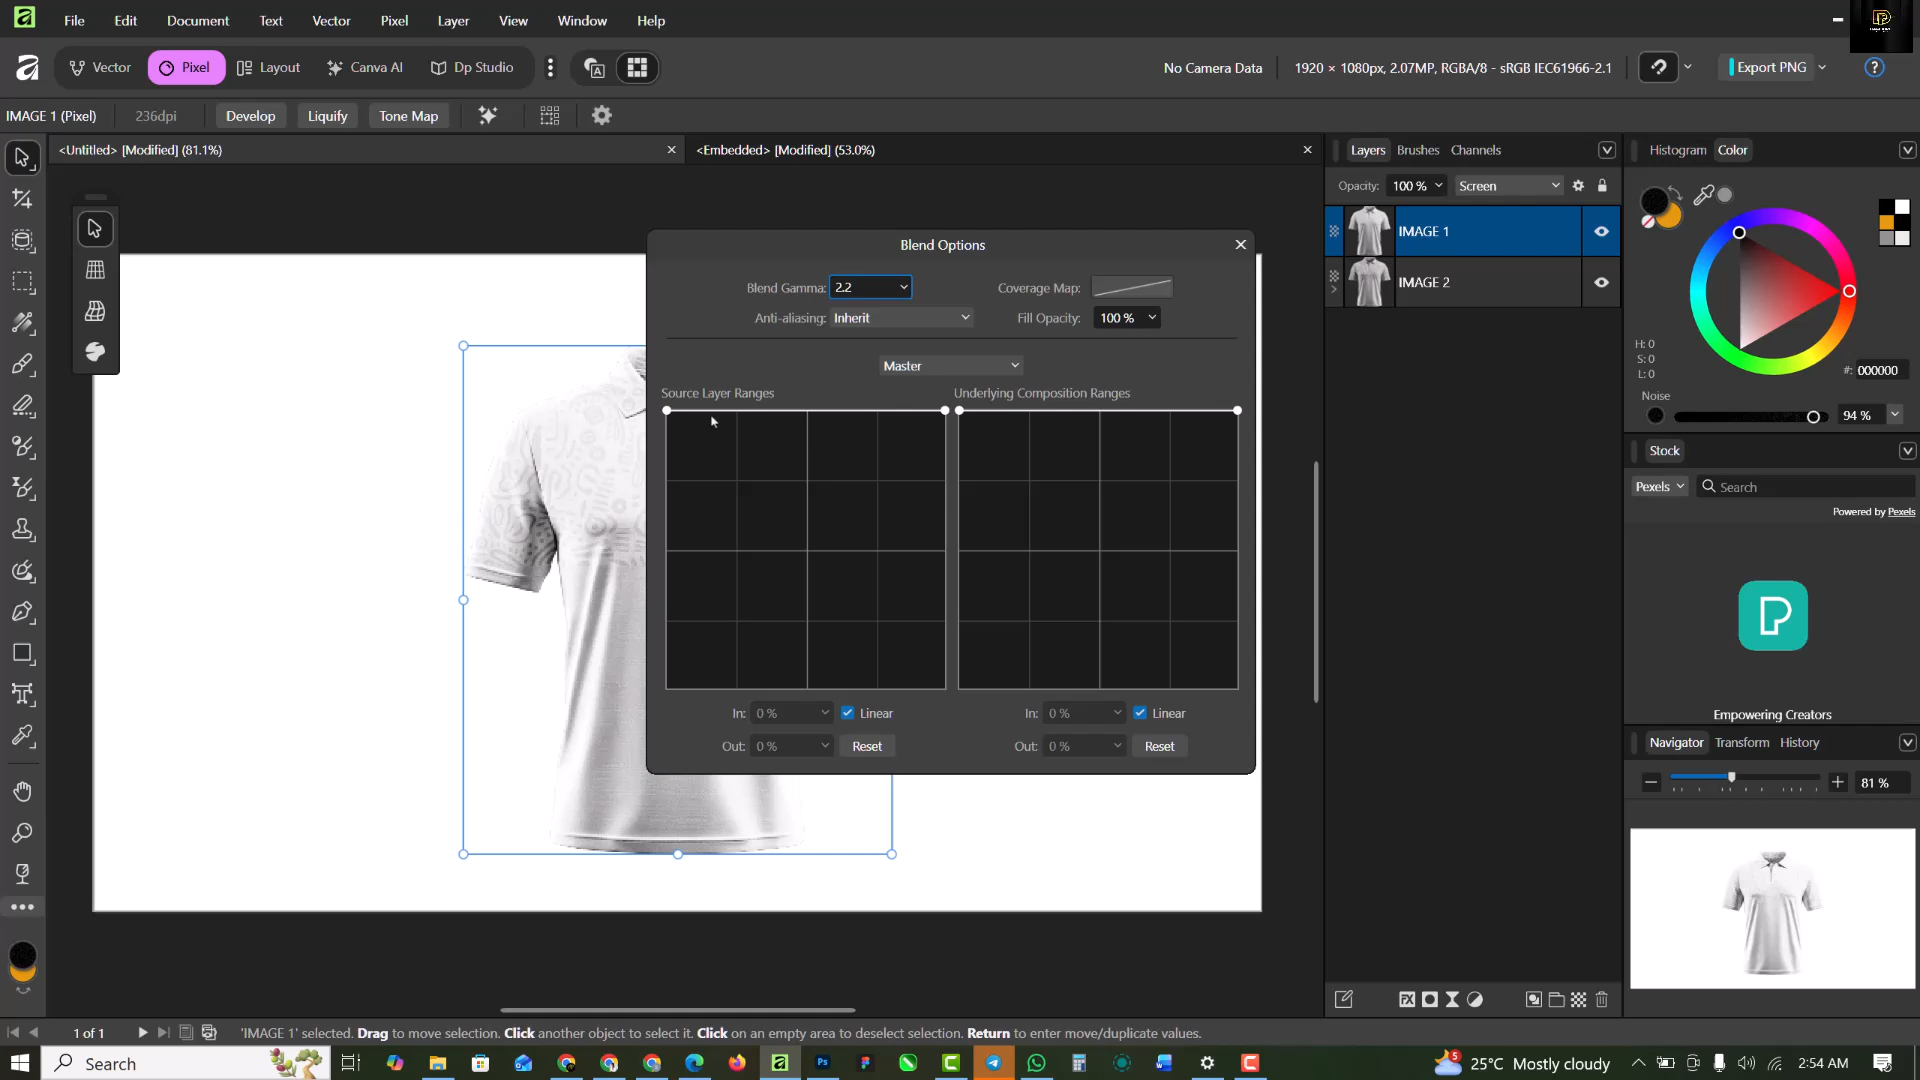 File Edit Document Text Vector Pixel Layer View Window Help
Vector Pixel Layout Canva AI Dp Studio
No Camera Data 1920 × 1080px, 2.07MP, RGBA/8 - sRGB IEC61966-2.1 Export PNG ?
IMAGE 1 (Pixel) 236dpi Develop Liquify Tone Map
<Untitled> [Modified] (81.1%) <Embedded> [Modified] (53.0%)
Layers Brushes Channels
Histogram Color
Opacity: 100 % Screen
IMAGE 1
IMAGE 2
H: 0
S: 0
L: 0
#: 000000
Noise
94 %
Stock
Pexels Search
Powered by Pexels
Empowering Creators
Navigator Transform History
81 %
Blend Options
Blend Gamma: 2.2 Coverage Map:
Anti-aliasing: Inherit Fill Opacity: 100 %
Master
Source Layer Ranges Underlying Composition Ranges
In: 0 % Linear In: 0 % Linear
Out: 0 % Reset Out: 0 % Reset
1 of 1 'IMAGE 1' selected. Drag to move selection. Click another object to select it. Click on an empty area to deselect selection. Return to enter move/duplicate values.
Search 5 25°C Mostly cloudy 2:54 AM